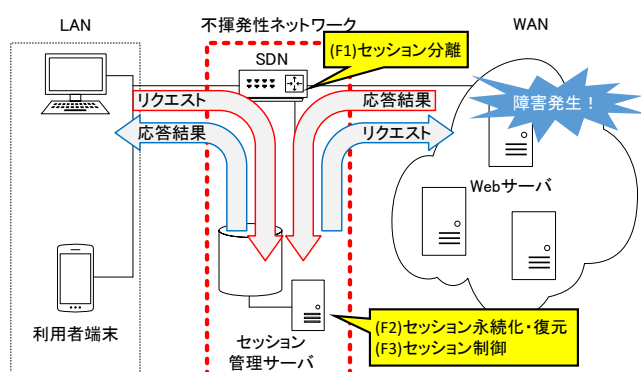 LAN
不揮発性ネットワーク
WAN
SDN
(F1)セッション分離
リクエスト
応答結果
障害発生！
応答結果
リクエスト
Webサーバ
利用者端末
セッション
管理サーバ
(F2)セッション永続化・復元
(F3)セッション制御